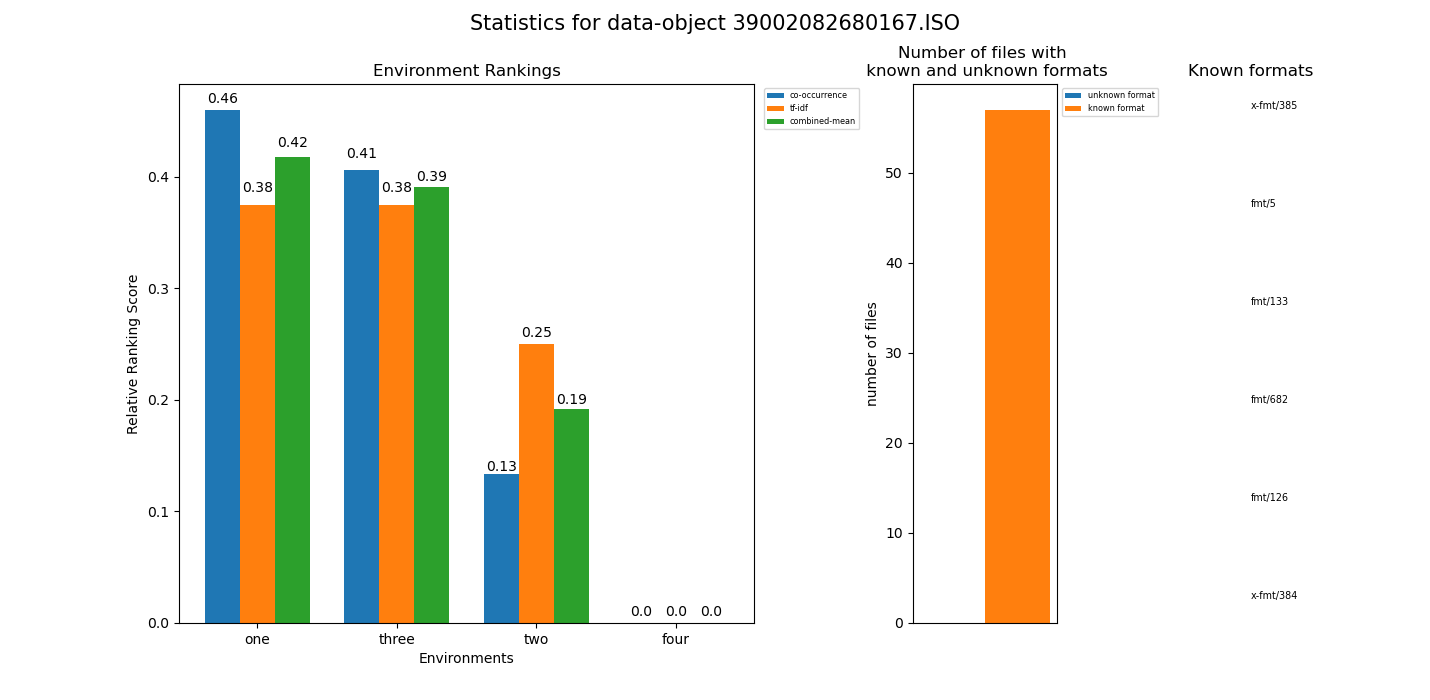 Statistics for data-object 39002082680167.ISO
Environment Rankings
0.46
0.38
0.42
0.41
0.38
0.39
0.13
0.25
0.19
0.0
0.0
0.0
0.4
0.3
0.2
0.1
0.0
Relative Ranking Score
one
three
two
four
Environments
co-occurrence
tf-idf
combined-mean
Number of files with
known and unknown formats
50
40
30
20
10
0
number of files
unknown format
known format
Known formats
x-fmt/385
fmt/5
fmt/133
fmt/682
fmt/126
x-fmt/384